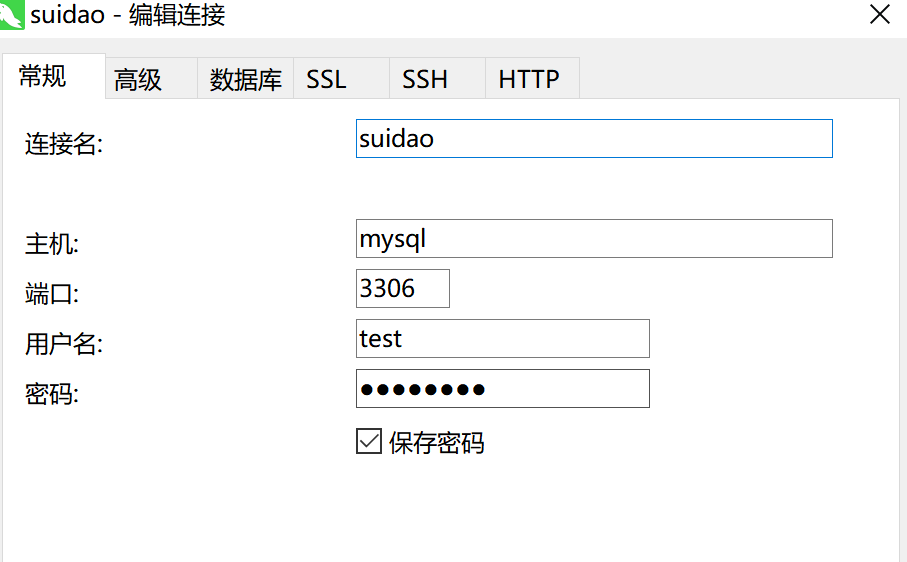 suidao - 编辑连接
常规 高级 数据库 SSL SSH HTTP
连接名: suidao
主机: mysql
端口: 3306
用户名: test
密码: ●●●●●●●●
保存密码